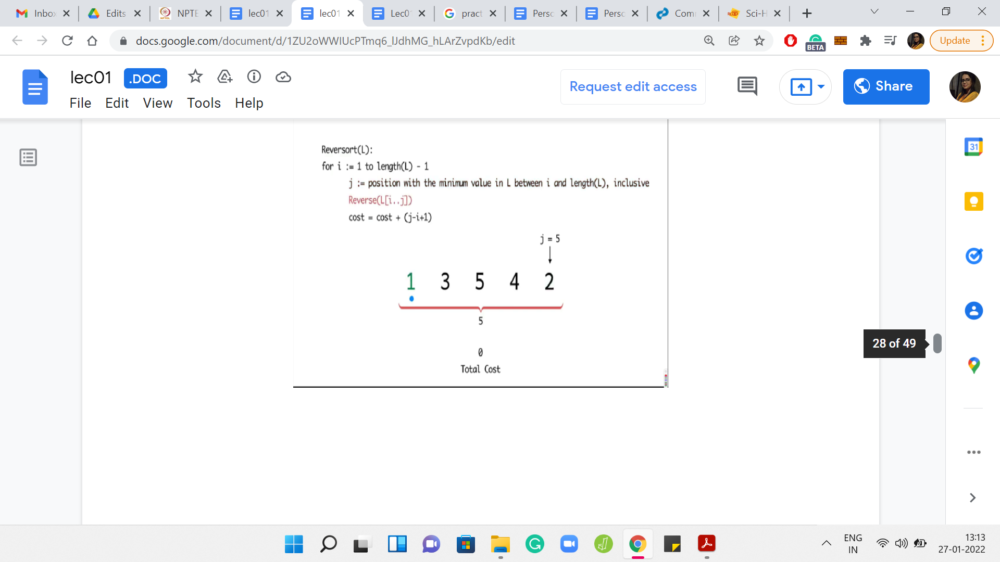 Inbox
Edits
NPTE
lec01
lec01
Lec01
pract
Perso
Perso
Com
Sci-H
docs.google.com/document/d/1ZU2oWWIUcPTmq6_lJdhMG_hLArZvpdKb/edit
BETA
Update
lec01 .DOC
File Edit View Tools Help
Request edit access
Share
31
Reversort(L):
for i := 1 to length(L) - 1
j := position with the minimum value in L between i and length(L), inclusive
Reverse(L[i..j])
cost = cost + (j-i+1)
j = 5
1 3 5 4 2
5
0
Total Cost
28 of 49
ENG
IN
13:13
27-01-2022